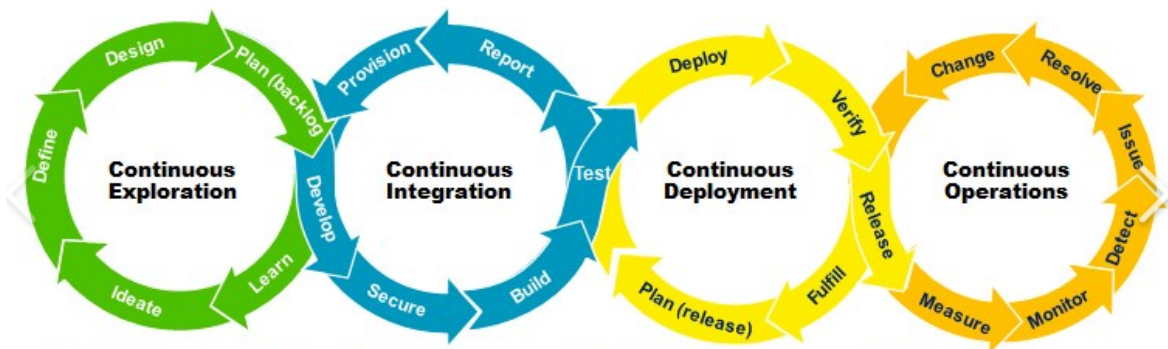 Design
Plan (backlog
Define
Continuous
Exploration
Ideate
Learn
Provision
Report
Develop
Continuous
Integration
Test
Secure
Build
Deploy
Verify
Continuous
Deployment
Release
Plan (release)
Fulfill
Change
Resolve
Issue
Continuous
Operations
Detect
Measure
Monitor